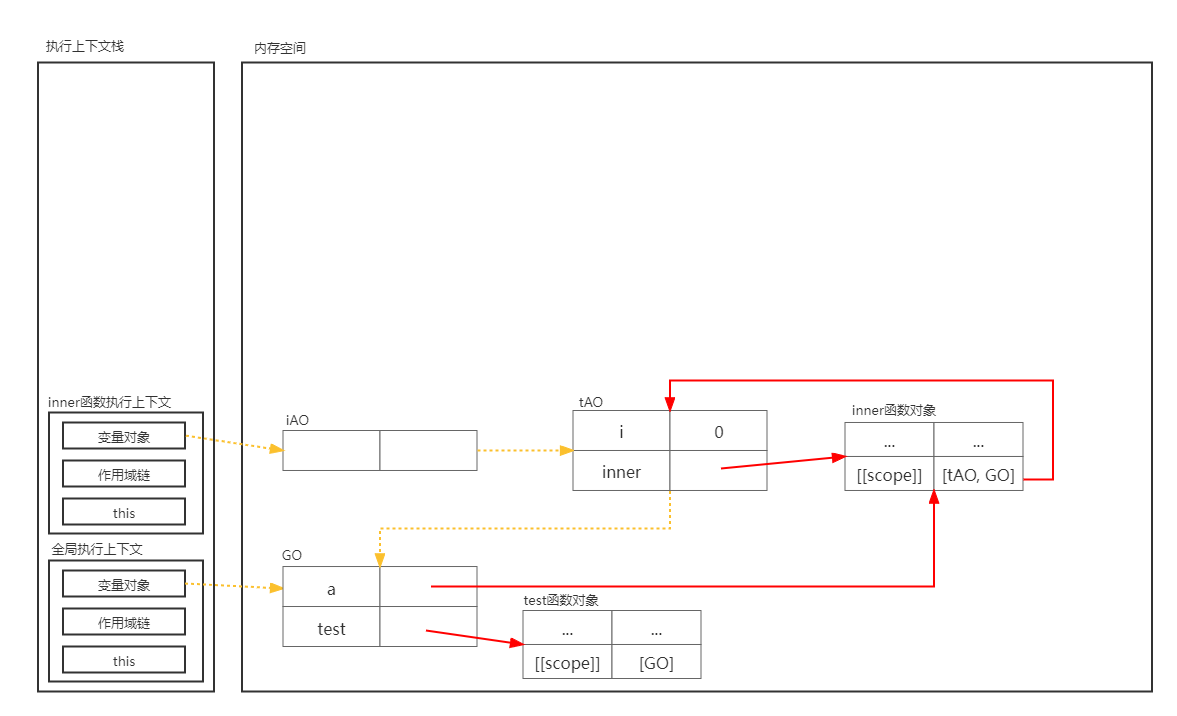 执行上下文栈
内存空间
inner函数执行上下文
变量对象
作用域链
this
全局执行上下文
变量对象
作用域链
this
iAO
tAO
i 0
inner
inner函数对象
... ...
[[scope]] [tAO, GO]
GO
a
test
test函数对象
... ...
[[scope]] [GO]